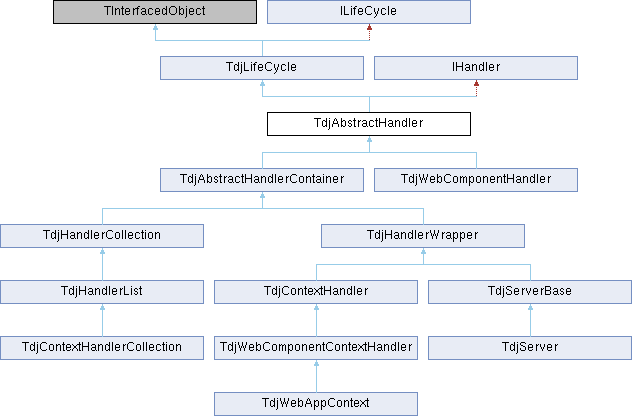 TInterfacedObject
ILifeCycle
TdjLifeCycle
IHandler
TdjAbstractHandler
TdjAbstractHandlerContainer
TdjWebComponentHandler
TdjHandlerCollection
TdjHandlerWrapper
TdjHandlerList
TdjContextHandler
TdjServerBase
TdjContextHandlerCollection
TdjWebComponentContextHandler
TdjServer
TdjWebAppContext